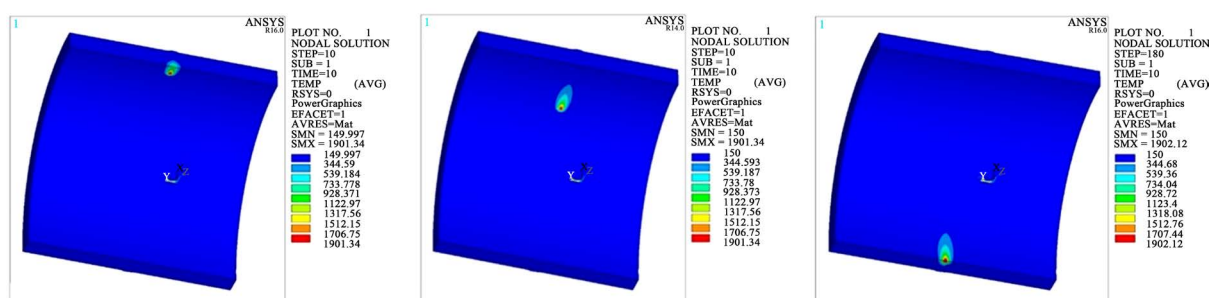 1
ANSYS
R16.0
PLOT NO. 1
NODAL SOLUTION
STEP=10
SUB = 1
TIME=10
TEMP (AVG)
RSYS=0
PowerGraphics
EFACET=1
AVRES=Mat
SMN = 149.997
SMX = 1901.34
149.997
344.59
539.184
733.778
928.371
1122.97
1317.56
1512.15
1706.75
1901.34
Y X Z
1
ANSYS
R14.0
PLOT NO. 1
NODAL SOLUTION
STEP=10
SUB = 1
TIME=10
TEMP (AVG)
RSYS=0
PowerGraphics
EFACET=1
AVRES=Mat
SMN = 150
SMX = 1901.34
150
344.593
539.187
733.78
928.373
1122.97
1317.56
1512.15
1706.75
1901.34
Y X Z
1
ANSYS
R16.0
PLOT NO. 1
NODAL SOLUTION
STEP=180
SUB = 1
TIME=10
TEMP (AVG)
RSYS=0
PowerGraphics
EFACET=1
AVRES=Mat
SMN = 150
SMX = 1902.12
150
344.68
539.36
734.04
928.72
1123.4
1318.08
1512.76
1707.44
1902.12
Y X Z